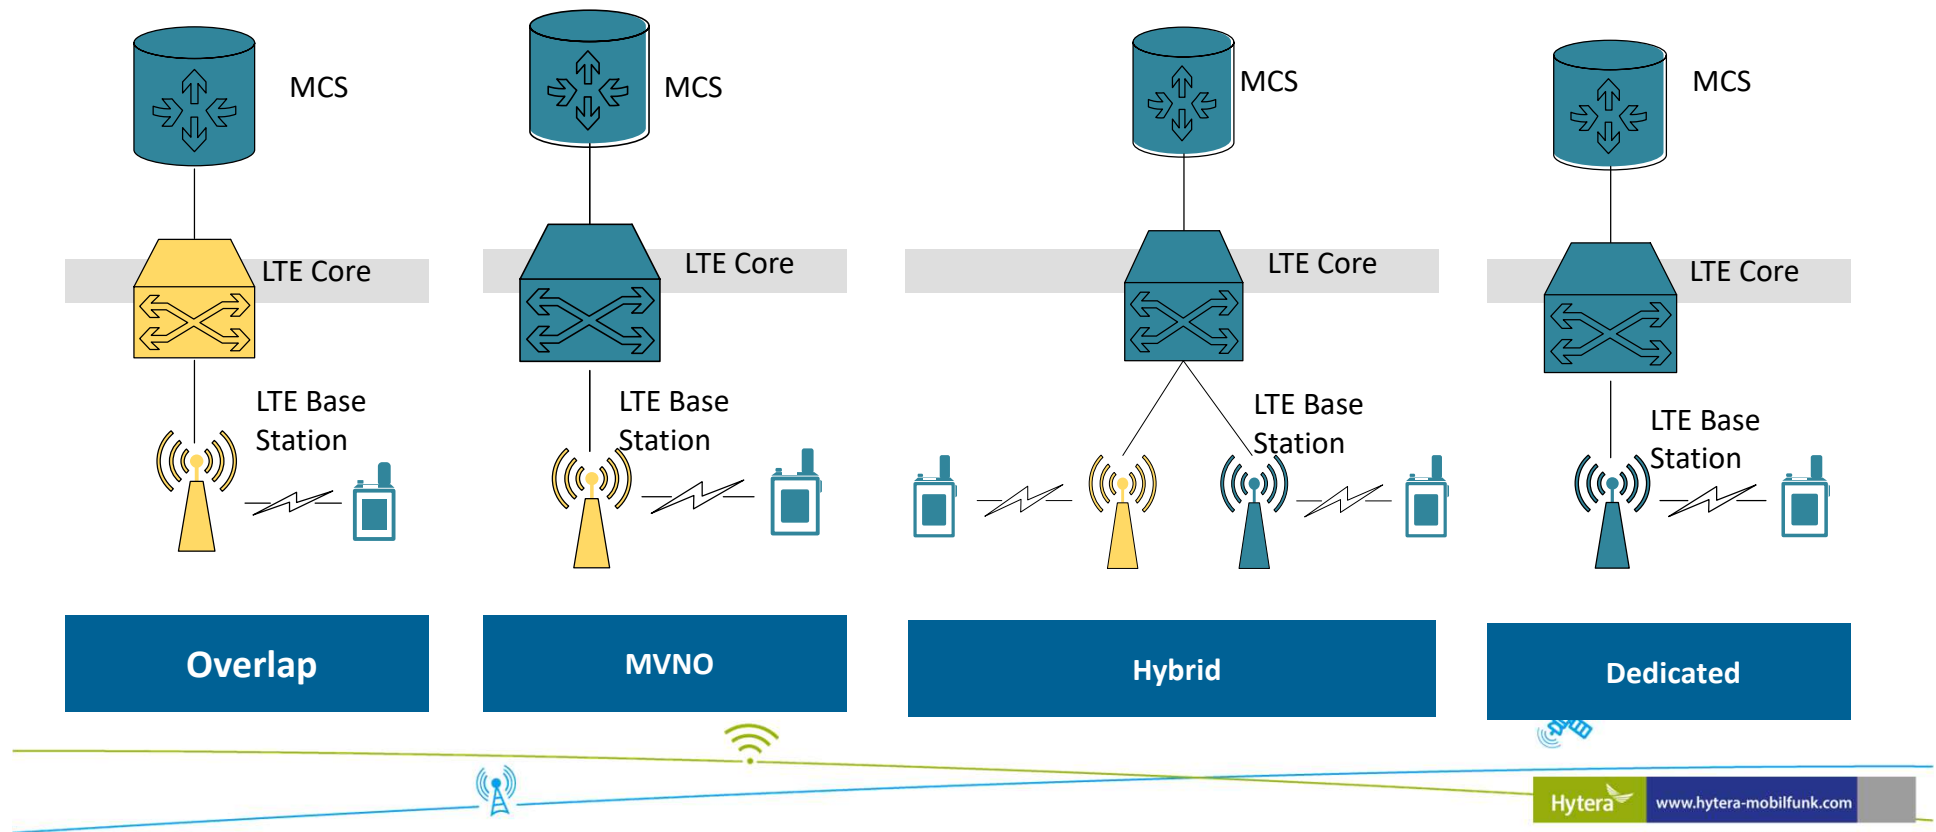 MCS
LTE Core
LTE Base
Station
Overlap
MCS
LTE Core
LTE Base
Station
MVNO
MCS
LTE Core
LTE Base
Station
Hybrid
MCS
LTE Core
LTE Base
Station
Dedicated
Hytera
www.hytera-mobilfunk.com